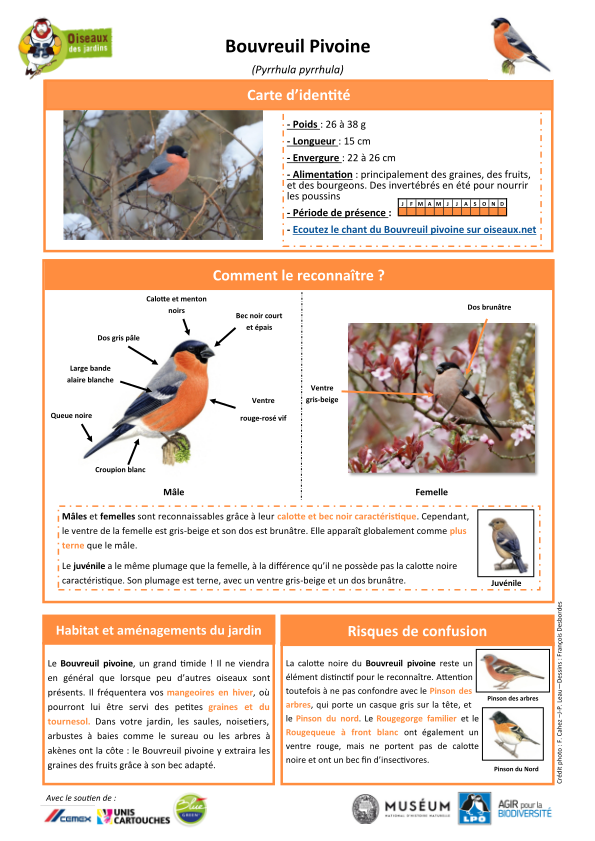 Oiseaux
des jardins
Bouvreuil Pivoine
(Pyrrhula pyrrhula)
Carte d'identité
- Poids : 26 à 38 g
- Longueur : 15 cm
- Envergure : 22 à 26 cm
- Alimentation : principalement des graines, des fruits,
et des bourgeons. Des invertébrés en été pour nourrir
les poussins
- Période de présence :
J F M A M J J A S O N D
- Ecoutez le chant du Bouvreuil pivoine sur oiseaux.net
Comment le reconnaître ?
Calotte et menton
noirs
Bec noir court
et épais
Dos gris pâle
Large bande
alaire blanche
Queue noire
Ventre
rouge-rosé vif
Croupion blanc
Mâle
Dos brunâtre
Ventre
gris-beige
Femelle
Mâles et femelles sont reconnaissables grâce à leur calotte et bec noir caractéristique. Cependant,
le ventre de la femelle est gris-beige et son dos est brunâtre. Elle apparaît globalement comme plus
terne que le mâle.
Le juvénile a le même plumage que la femelle, à la différence qu'il ne possède pas la calotte noire
caractéristique. Son plumage est terne, avec un ventre gris-beige et un dos brunâtre.
Juvénile
Habitat et aménagements du jardin
Le Bouvreuil pivoine, un grand timide ! Il ne viendra
en général que lorsque peu d'autres oiseaux sont
présents. Il fréquentera vos mangeoires en hiver, où
pourront lui être servi des petites graines et du
tournesol. Dans votre jardin, les saules, noisetiers,
arbustes à baies comme le sureau ou les arbres à
akènes ont la côte : le Bouvreuil pivoine y extraira les
graines des fruits grâce à son bec adapté.
Risques de confusion
La calotte noire du Bouvreuil pivoine reste un
élément distinctif pour le reconnaître. Attention
toutefois à ne pas confondre avec le Pinson des
arbres, qui porte un casque gris sur la tête, et
le Pinson du nord. Le Rougegorge familier et le
Rougequeue à front blanc ont également un
ventre rouge, mais ne portent pas de calotte
noire et ont un bec fin d'insectivores.
Pinson des arbres
Pinson du Nord
Crédit photo : F. Cahez —J-P. Leau —Dessins : François Desbordes
Avec le soutien de :
CEMEX
UNIS
CARTOUCHES
Blue
GREEN
MUSÉUM
NATIONAL D'HISTOIRE NATURELLE
LPO
AGIR pour la
BIODIVERSITÉ